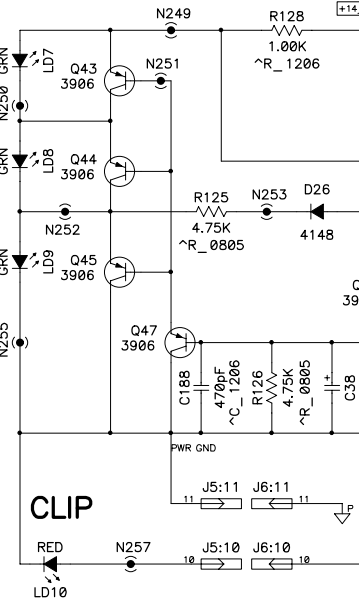 N249
R128
+14
1.00K
^R_1206
GRN
LD7
Q43
3906
N251
N250
GRN
LD8
Q44
3906
R125
N253
D26
4.75K
^R_0805
4148
N252
GRN
LD9
Q45
3906
Q
39
N255
Q47
3906
C188
470pF
^C_1206
R126
4.75K
^R_0805
+
C38
PWR GND
CLIP
11
J5:11
J6:11
11
P
RED
LD10
N257
10
J5:10
J6:10
10